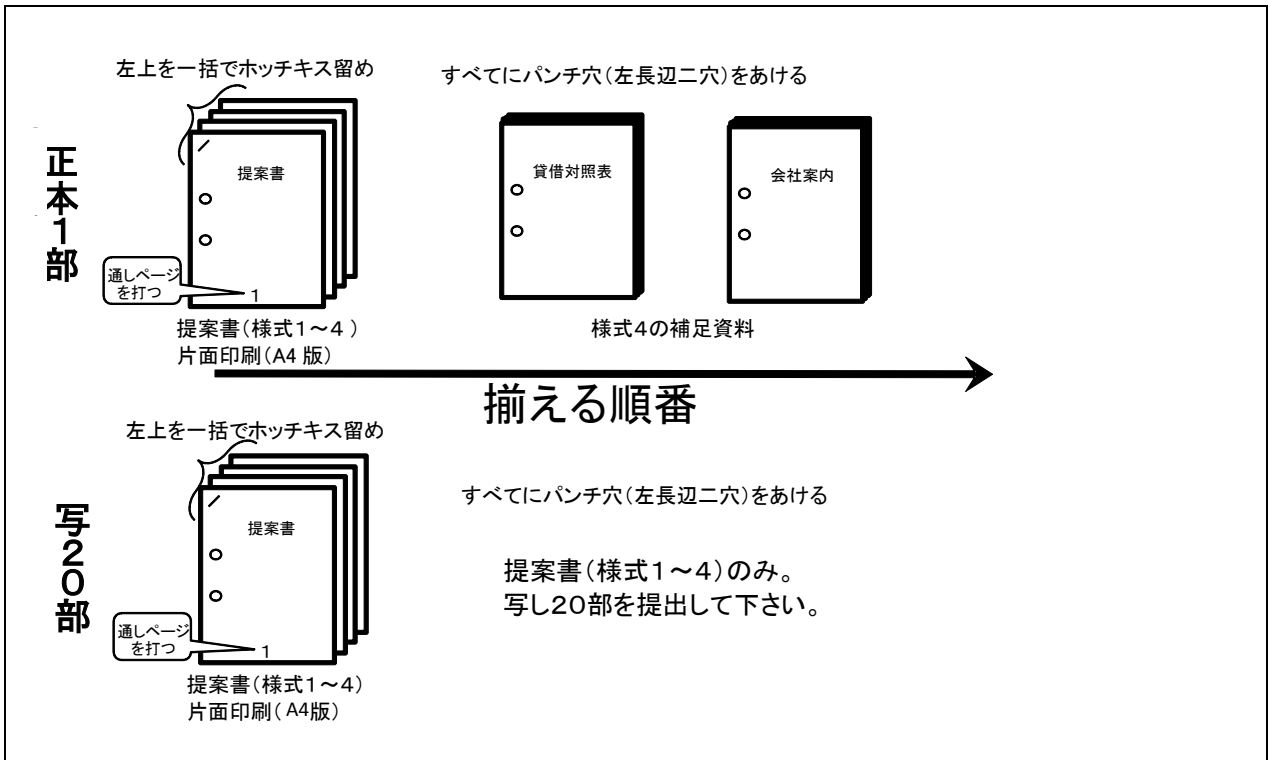 左上を一括でホッチキス留め
すべてにパンチ穴（左長辺二穴）をあける
正本１部
提案書
貸借対照表
会社案内
通しページ
を打つ
1
提案書（様式１～４）
片面印刷（A4 版）
様式４の補足資料
揃える順番
左上を一括でホッチキス留め
すべてにパンチ穴（左長辺二穴）をあける
写２０部
提案書
提案書（様式１～４）のみ。
写し２０部を提出して下さい。
通しページ
を打つ
1
提案書（様式１～４）
片面印刷（A4版）